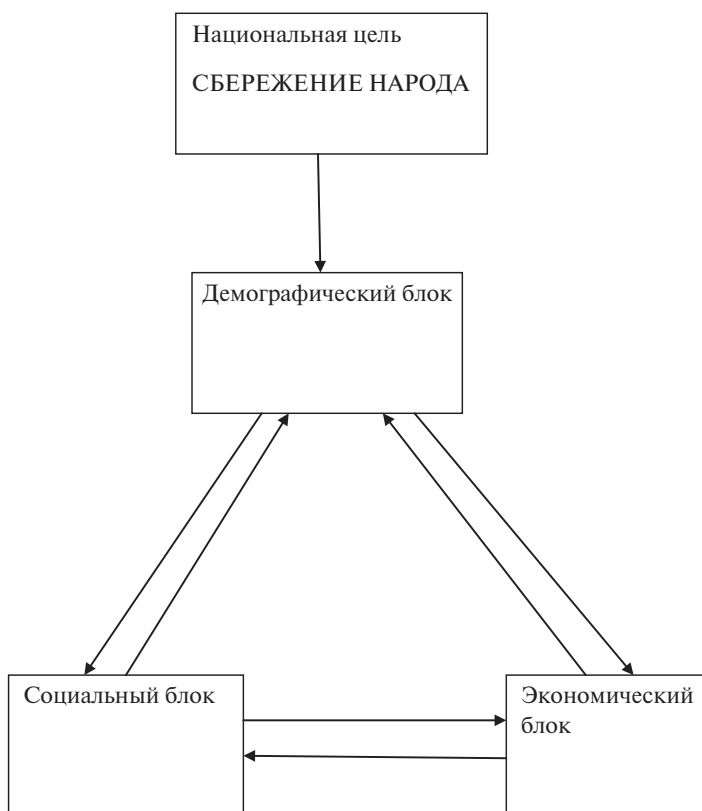 Национальная цель
СБЕРЕЖЕНИЕ НАРОДА
Демографический блок
Социальный блок
Экономический
блок